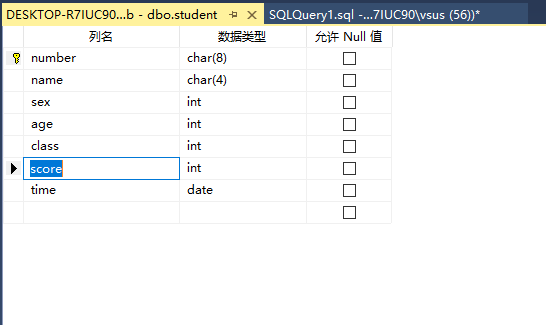 DESKTOP-R7IUC90...b - dbo.student SQLQuery1.sql -...7IUC90\vsus (56))*
列名 数据类型 允许 Null 值
number char(8)
name char(4)
sex int
age int
class int
score int
time date